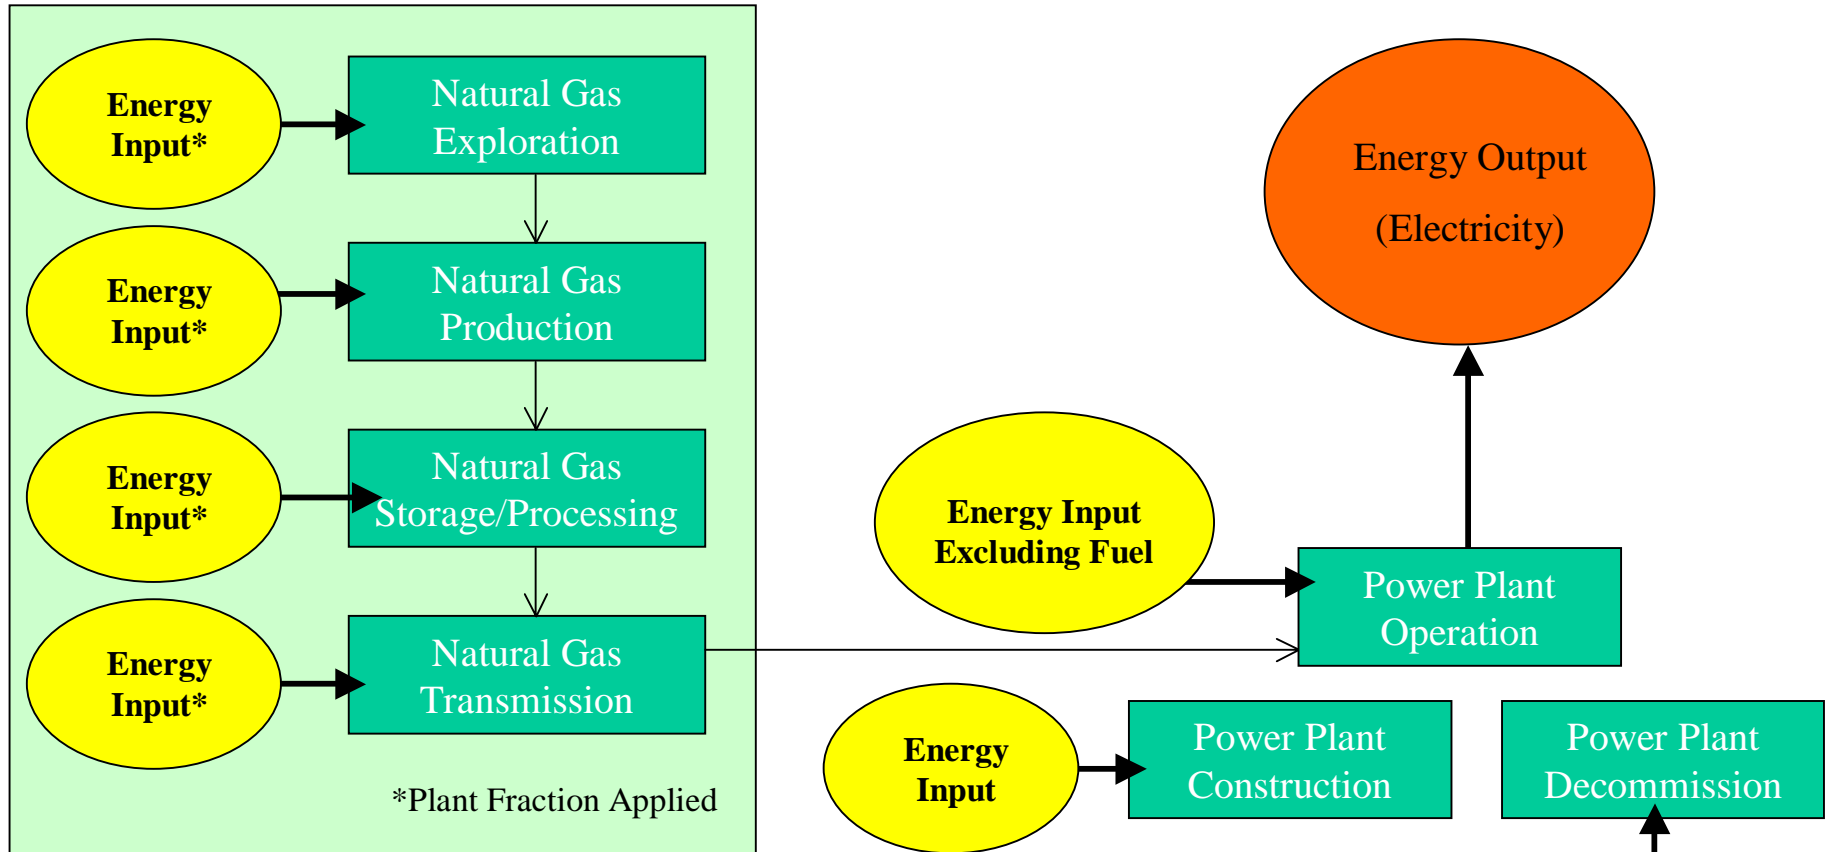 Energy
Input*
Natural Gas
Exploration
Energy
Input*
Natural Gas
Production
Energy
Input*
Natural Gas
Storage/Processing
Energy
Input*
Natural Gas
Transmission
*Plant Fraction Applied
Energy Output
(Electricity)
Energy Input
Excluding Fuel
Power Plant
Operation
Energy
Input
Power Plant
Construction
Power Plant
Decommission